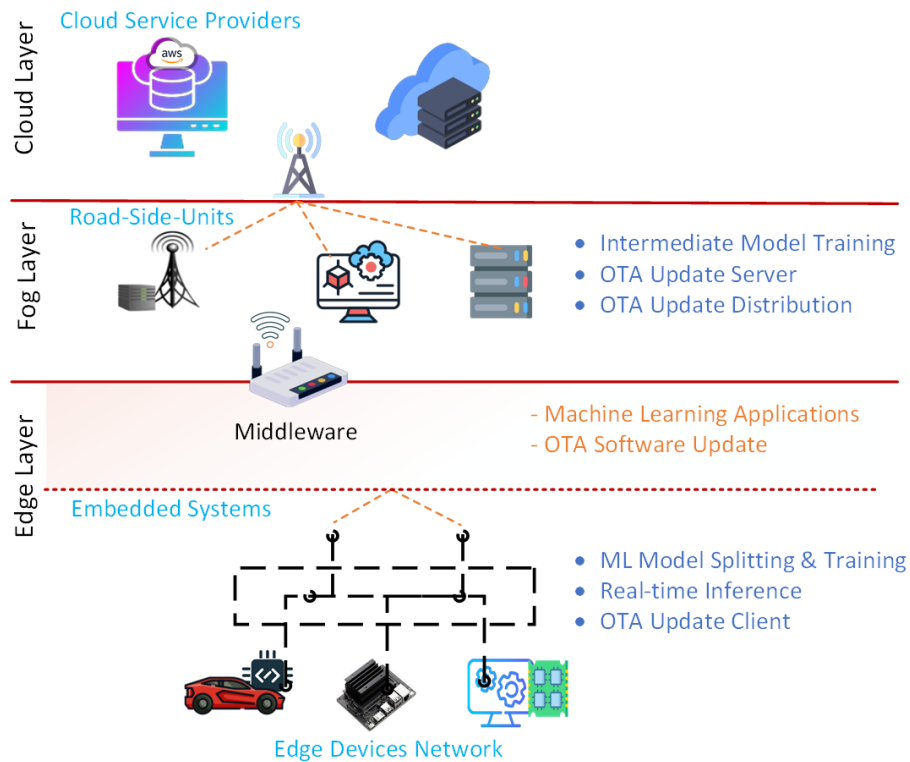 Cloud Layer
Cloud Service Providers
aws
Fog Layer
Road-Side-Units
• Intermediate Model Training
• OTA Update Server
• OTA Update Distribution
Edge Layer
Middleware
- Machine Learning Applications
- OTA Software Update
Embedded Systems
• ML Model Splitting & Training
• Real-time Inference
• OTA Update Client
</>
Edge Devices Network